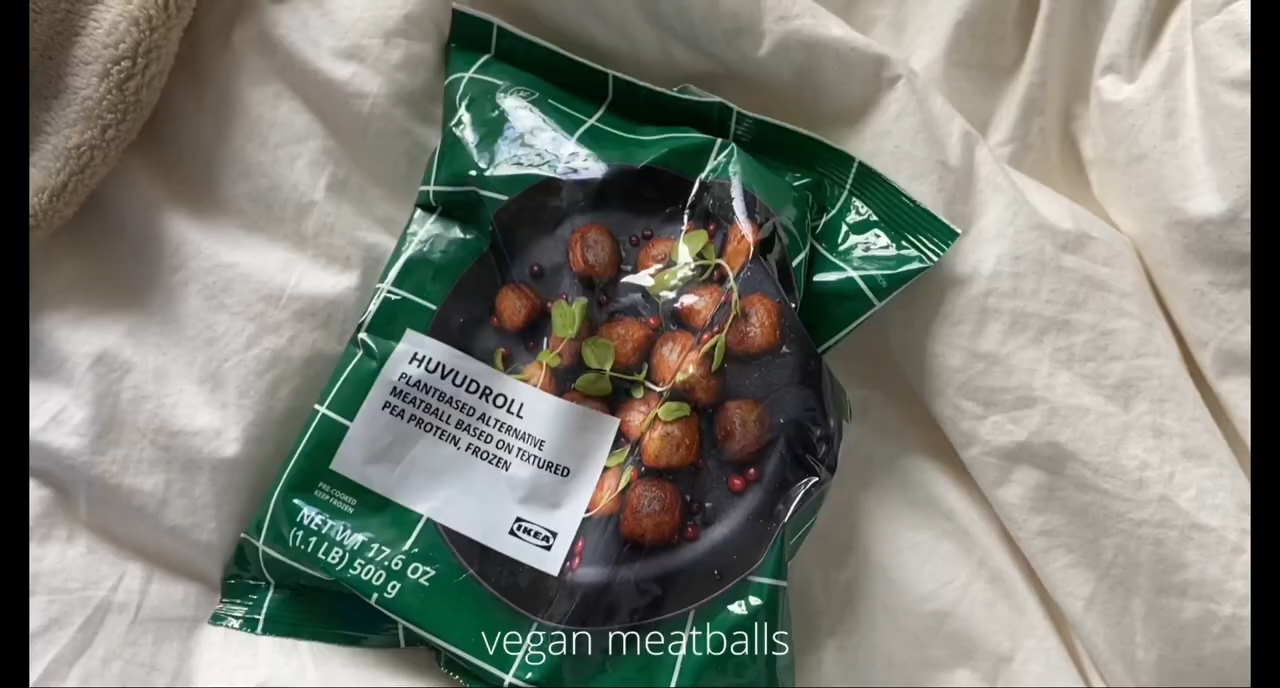 HUVUDROLL
PLANTBASED ALTERNATIVE
MEATBALL BASED ON TEXTURED
PEA PROTEIN, FROZEN
IKEA
PRE-COOKED
KEEP FROZEN
NET WT 17.6 OZ
(1.1 LB) 500 g
vegan meatballs